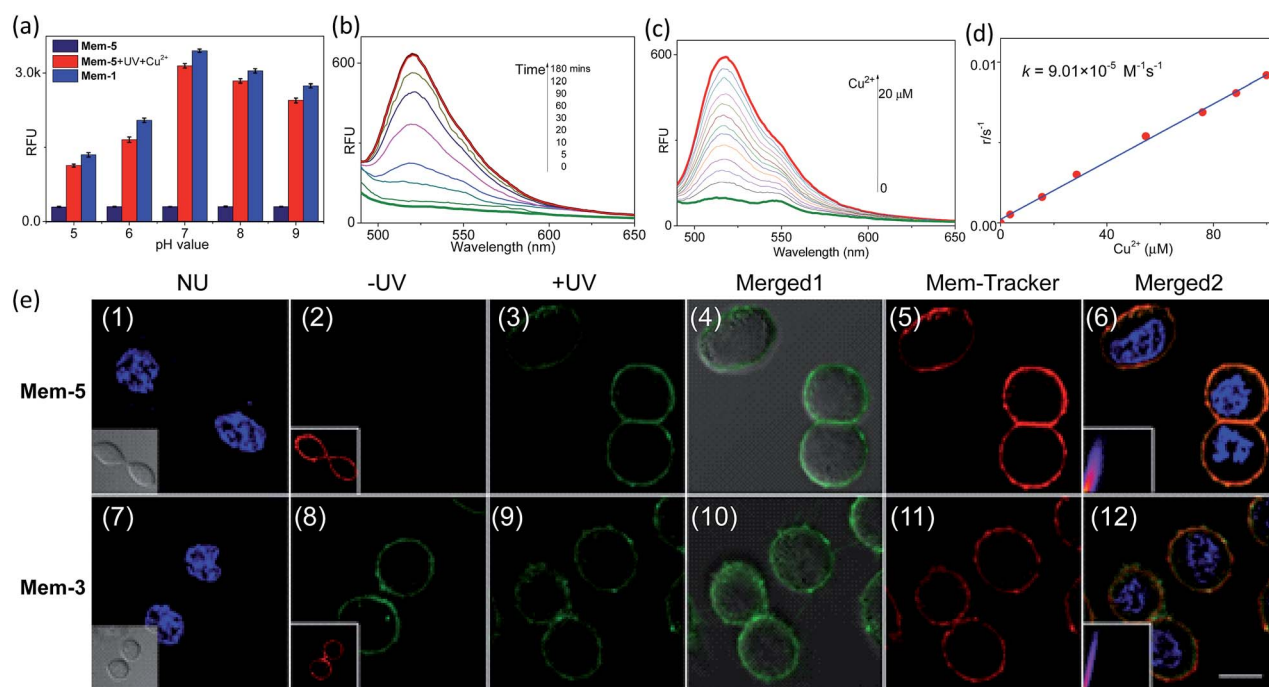 (a)
3.0k
0.0
RFU
Mem-5
Mem-5+UV+Cu²⁺
Mem-1
5 6 7 8 9
pH value
(b)
600
0
RFU
Time
180 mins
120
90
60
30
20
10
5
0
500 550 600 650
Wavelength (nm)
(c)
600
0
RFU
Cu²⁺
20 μM
0
500 550 600 650
Wavelength (nm)
(d)
0.01
0.00
r/s⁻¹
k = 9.01×10⁻⁵ M⁻¹s⁻¹
0 40 80
Cu²⁺ (μM)
(e)
NU -UV +UV Merged1 Mem-Tracker Merged2
Mem-5
(1) (2) (3) (4) (5) (6)
Mem-3
(7) (8) (9) (10) (11) (12)